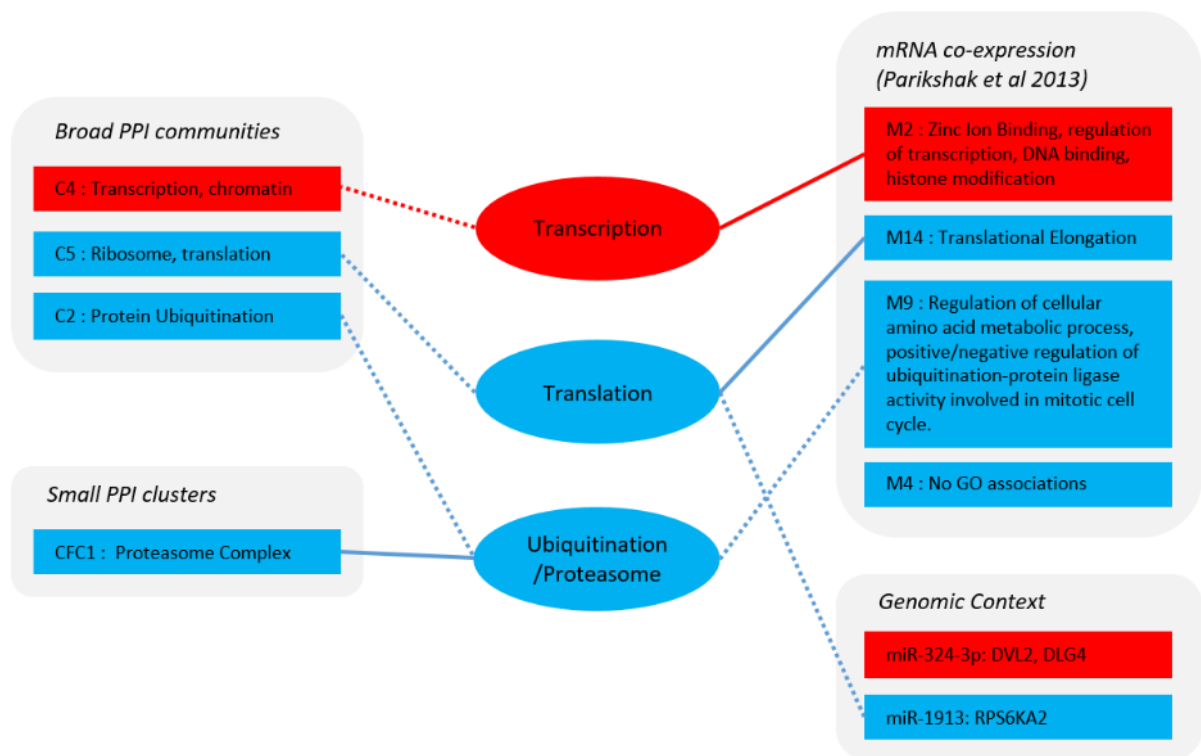 Broad PPI communities
C4 : Transcription, chromatin
C5 : Ribosome, translation
C2 : Protein Ubiquitination
Small PPI clusters
CFC1 :  Proteasome Complex
Transcription
Translation
Ubiquitination
/Proteasome
mRNA co-expression
(Parikshak et al 2013)
M2 : Zinc Ion Binding, regulation
of transcription, DNA binding,
histone modification
M14 : Translational Elongation
M9 : Regulation of cellular
amino acid metabolic process,
positive/negative regulation of
ubiquitination-protein ligase
activity involved in mitotic cell
cycle.
M4 : No GO associations
Genomic Context
miR-324-3p: DVL2, DLG4
miR-1913: RPS6KA2